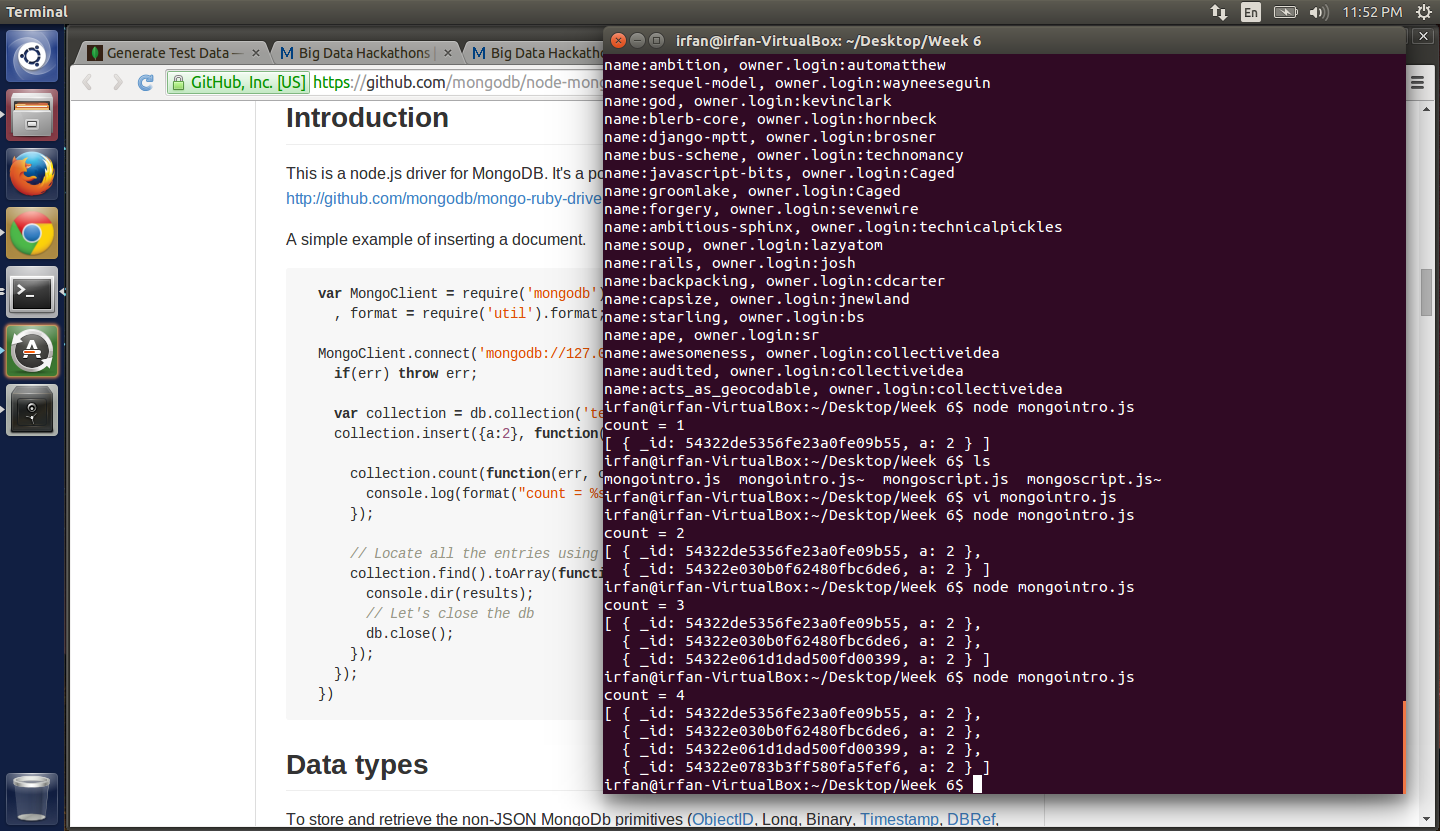 Terminal
En
11:52 PM
Generate Test Data —
Big Data Hackathons |
Big Data Hackatho
GitHub, Inc. [US]
https://github.com/mongodb/node-mong
Introduction
This is a node.js driver for MongoDB. It's a po
http://github.com/mongodb/mongo-ruby-drive
A simple example of inserting a document.
var MongoClient = require('mongodb')
, format = require('util').format;
MongoClient.connect('mongodb://127.0
if(err) throw err;
var collection = db.collection('te
collection.insert({a:2}, function(
collection.count(function(err, c
console.log(format("count = %s
});
// Locate all the entries using
collection.find().toArray(functi
console.dir(results);
// Let's close the db
db.close();
});
});
})
Data types
To store and retrieve the non-JSON MongoDb primitives (ObjectID, Long, Binary, Timestamp, DBRef,
irfan@irfan-VirtualBox: ~/Desktop/Week 6
name:ambition, owner.login:automatthew
name:sequel-model, owner.login:wayneeseguin
name:god, owner.login:kevinclark
name:blerb-core, owner.login:hornbeck
name:django-mptt, owner.login:brosner
name:bus-scheme, owner.login:technomancy
name:javascript-bits, owner.login:Caged
name:groomlake, owner.login:Caged
name:forgery, owner.login:sevenwire
name:ambitious-sphinx, owner.login:technicalpickles
name:soup, owner.login:lazyatom
name:rails, owner.login:josh
name:backpacking, owner.login:cdcarter
name:capsize, owner.login:jnewland
name:starling, owner.login:bs
name:ape, owner.login:sr
name:awesomeness, owner.login:collectiveidea
name:audited, owner.login:collectiveidea
name:acts_as_geocodable, owner.login:collectiveidea
irfan@irfan-VirtualBox:~/Desktop/Week 6$ node mongointro.js
count = 1
[ { _id: 54322de5356fe23a0fe09b55, a: 2 } ]
irfan@irfan-VirtualBox:~/Desktop/Week 6$ ls
mongointro.js  mongointro.js~  mongoscript.js  mongoscript.js~
irfan@irfan-VirtualBox:~/Desktop/Week 6$ vi mongointro.js
irfan@irfan-VirtualBox:~/Desktop/Week 6$ node mongointro.js
count = 2
[ { _id: 54322de5356fe23a0fe09b55, a: 2 },
{ _id: 54322e030b0f62480fbc6de6, a: 2 } ]
irfan@irfan-VirtualBox:~/Desktop/Week 6$ node mongointro.js
count = 3
[ { _id: 54322de5356fe23a0fe09b55, a: 2 },
{ _id: 54322e030b0f62480fbc6de6, a: 2 },
{ _id: 54322e061d1dad500fd00399, a: 2 } ]
irfan@irfan-VirtualBox:~/Desktop/Week 6$ node mongointro.js
count = 4
[ { _id: 54322de5356fe23a0fe09b55, a: 2 },
{ _id: 54322e030b0f62480fbc6de6, a: 2 },
{ _id: 54322e061d1dad500fd00399, a: 2 },
{ _id: 54322e0783b3ff580fa5fef6, a: 2 } ]
irfan@irfan-VirtualBox:~/Desktop/Week 6$